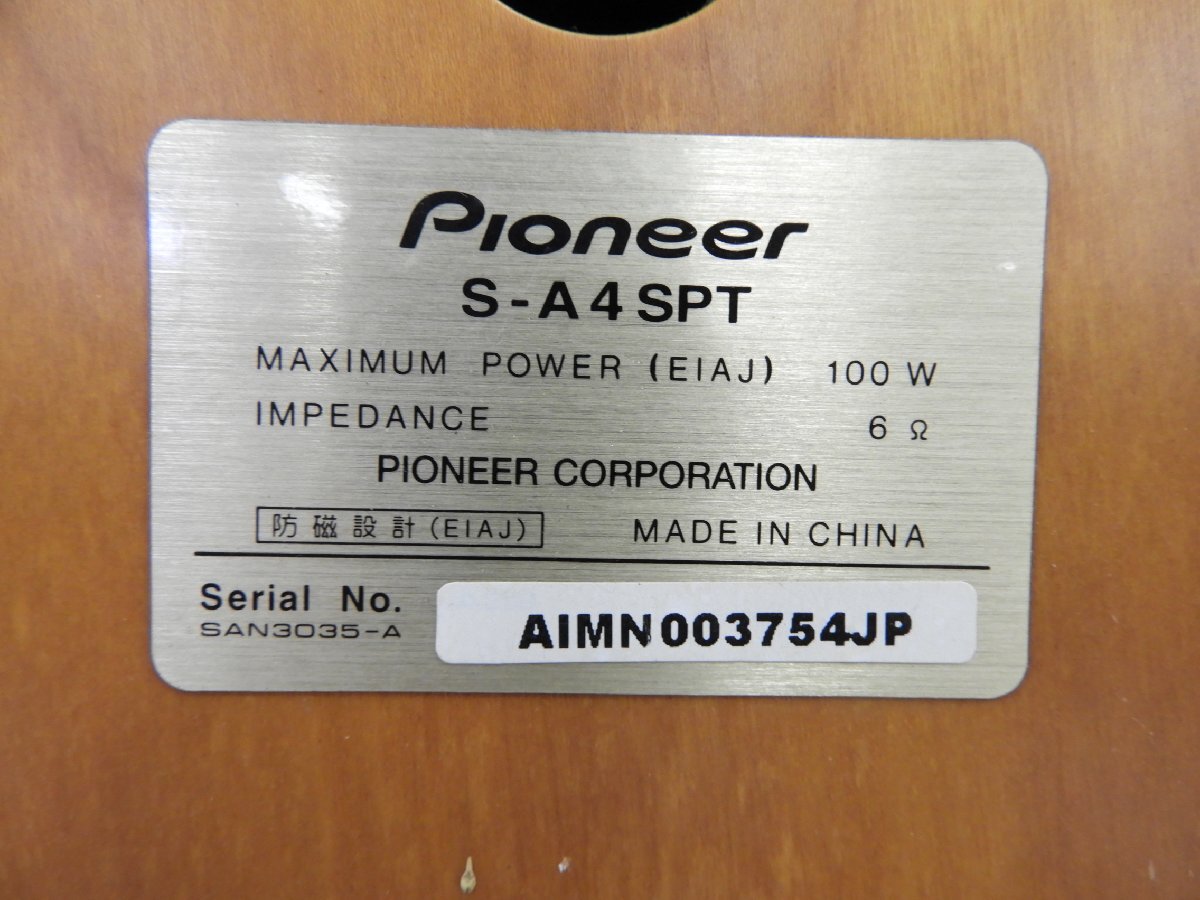 Pioneer
S-A4SPT
MAXIMUM POWER (EIAJ) 100 W
IMPEDANCE 6 Ω
PIONEER CORPORATION
防磁設計(EIAJ) MADE IN CHINA
Serial No. AIMN003754JP
SAN3035-A